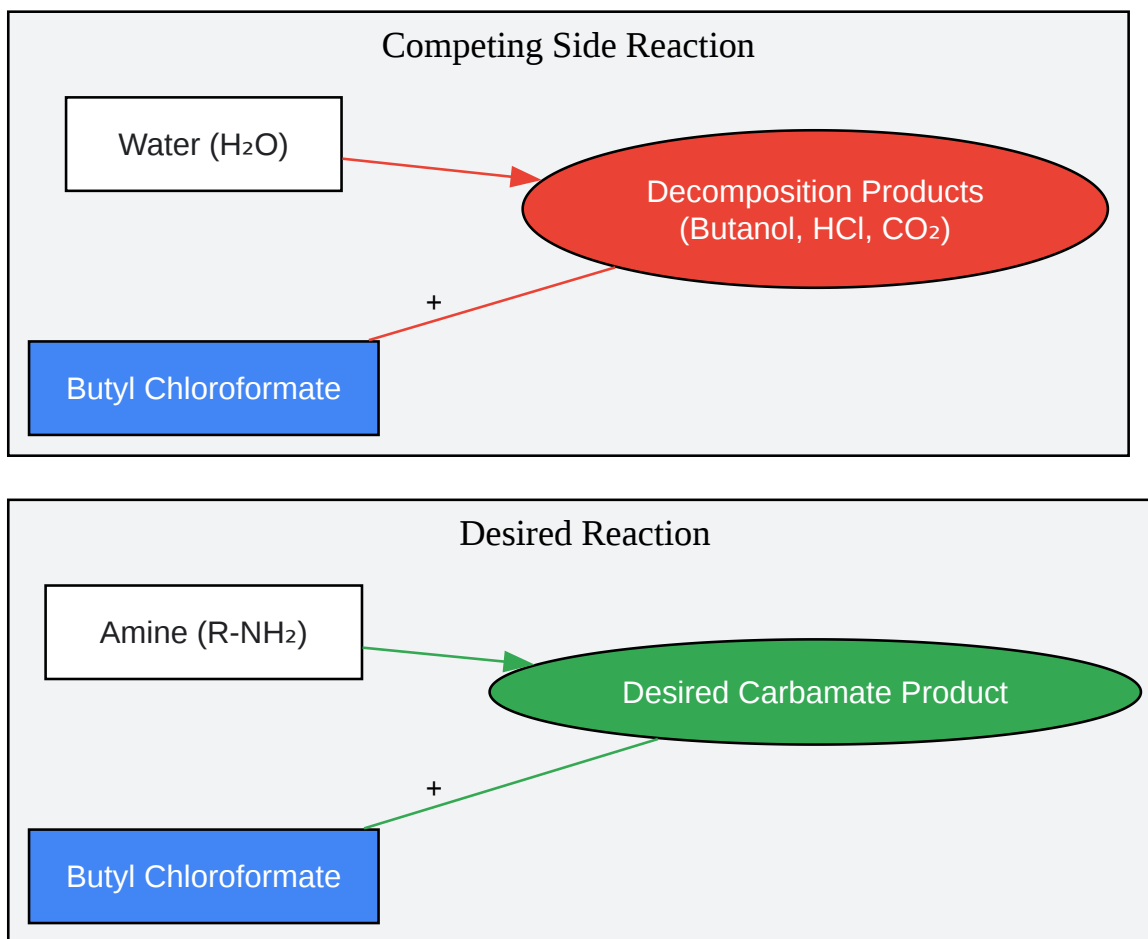 Competing Side Reaction
Water (H₂O)
Decomposition Products
(Butanol, HCl, CO₂)
+
Butyl Chloroformate
Desired Reaction
Amine (R-NH₂)
Desired Carbamate Product
+
Butyl Chloroformate